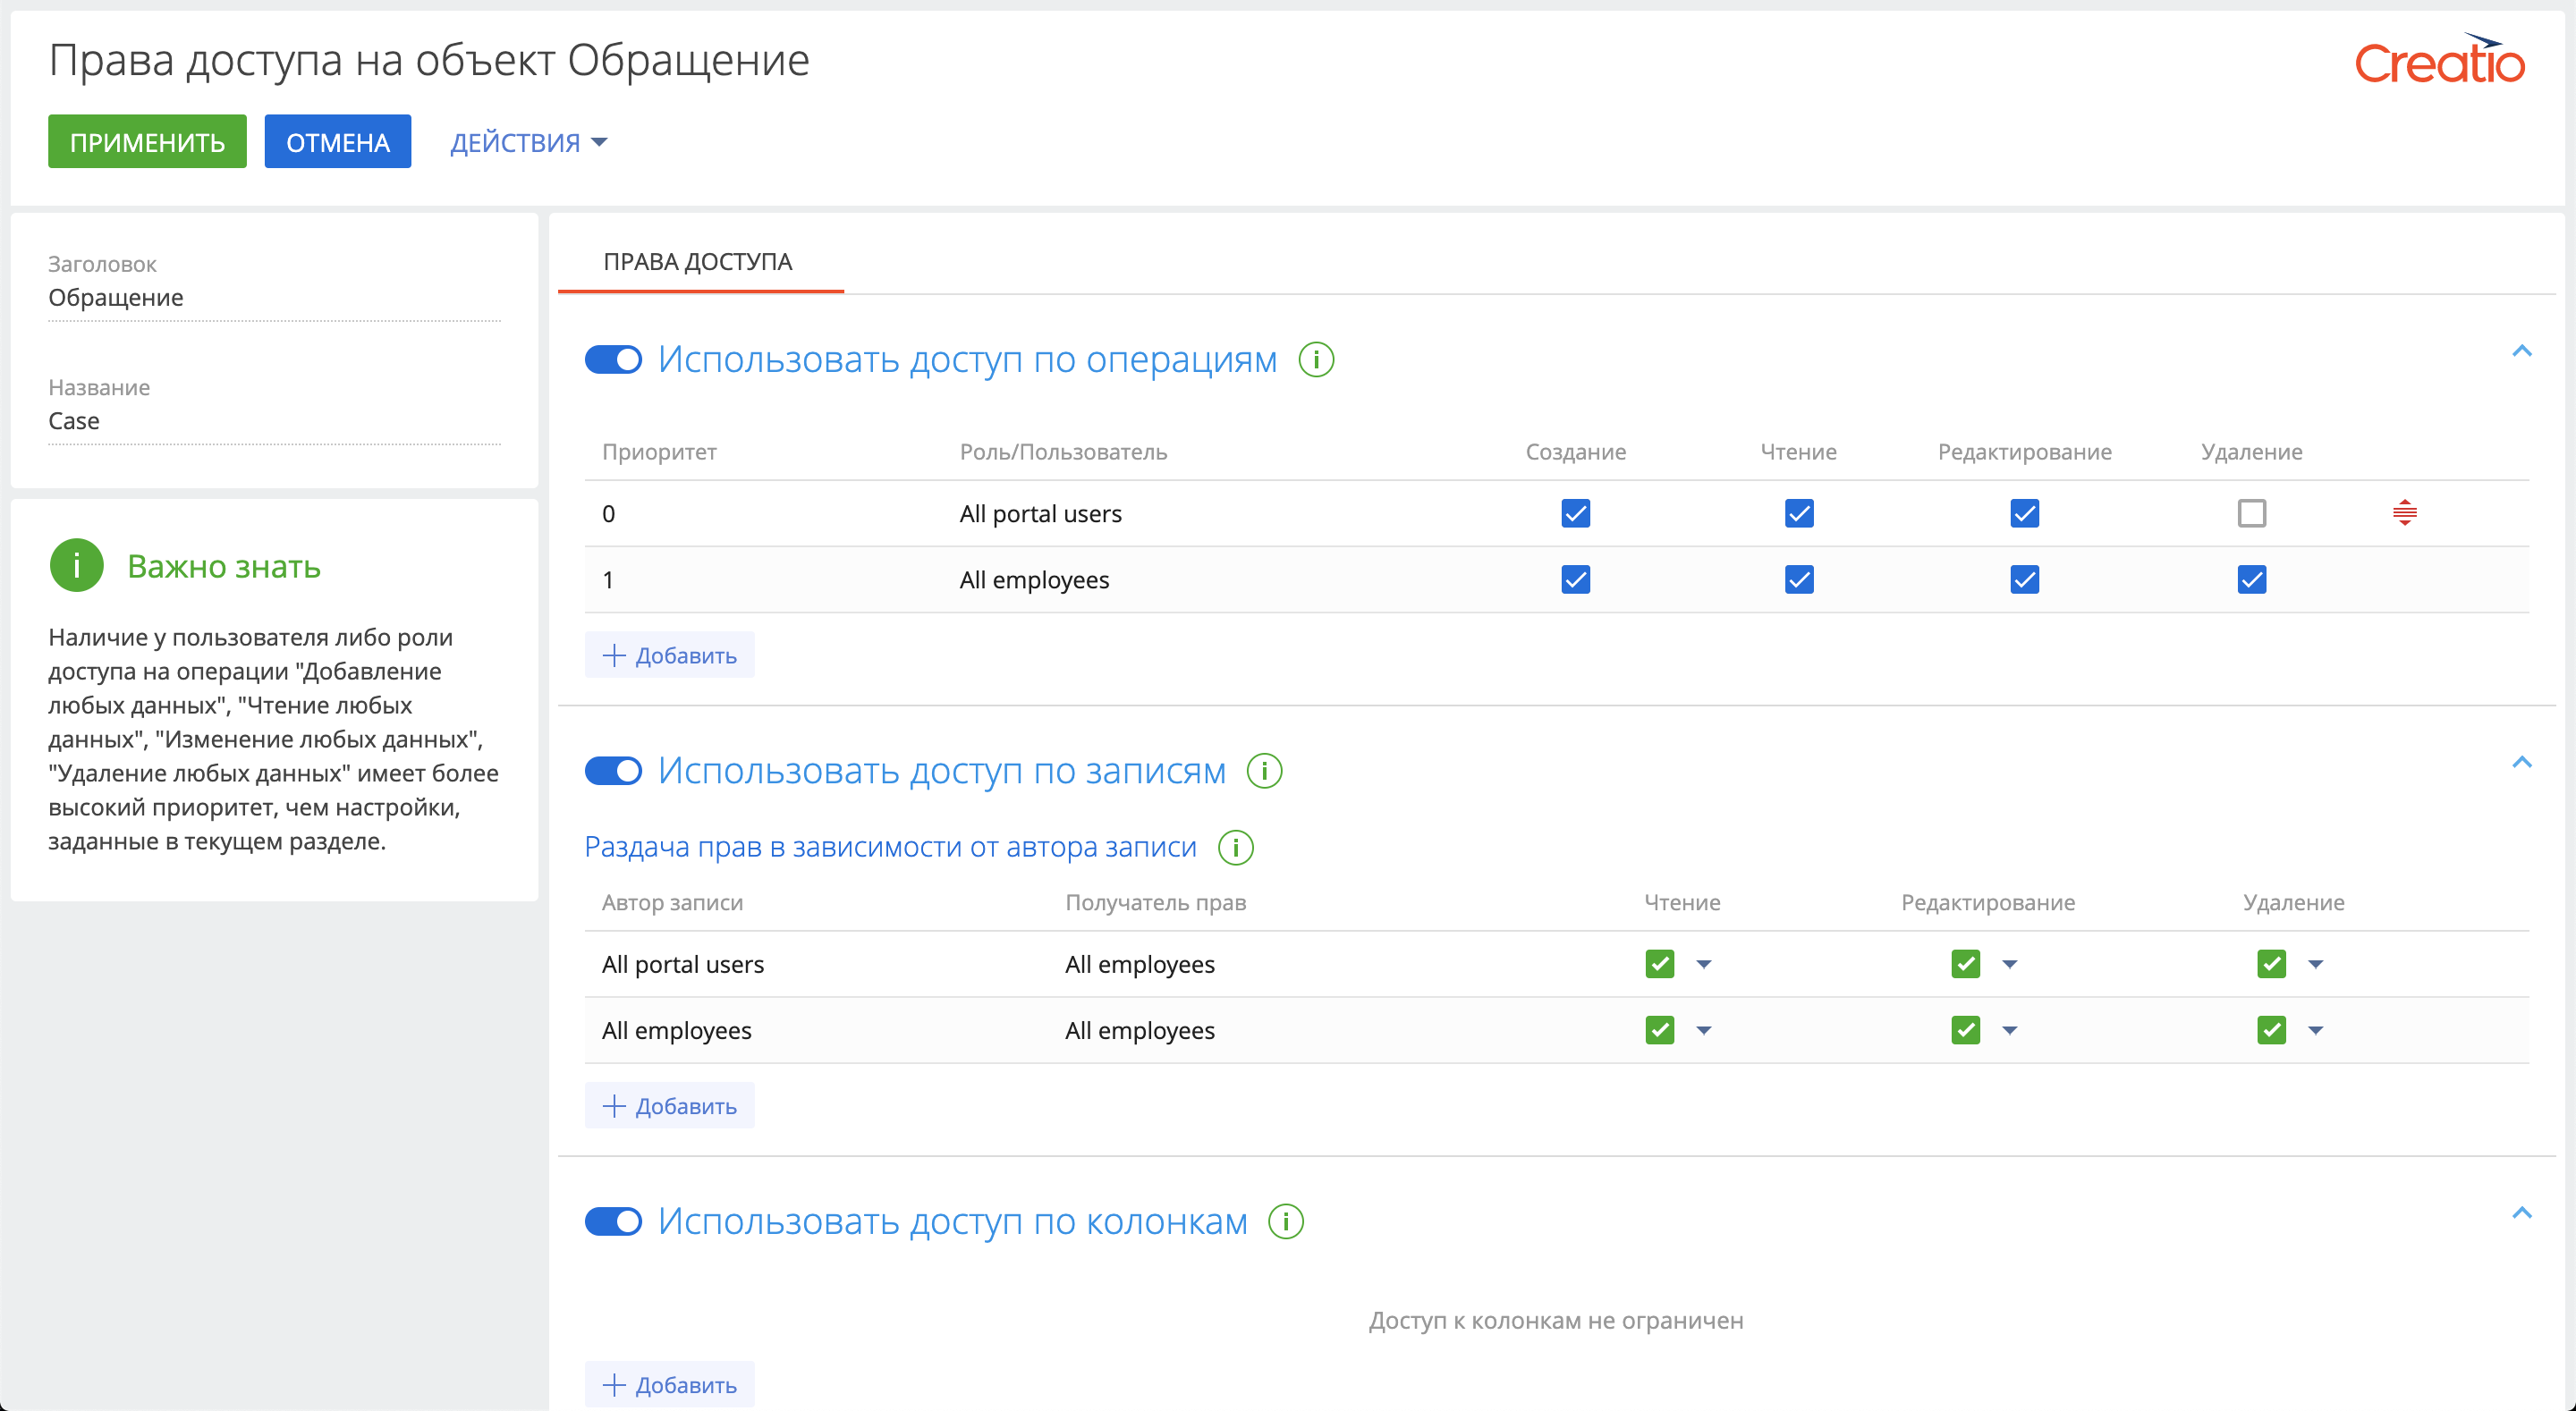 Права доступа на объект Обращение
Creatio
ПРИМЕНИТЬ ОТМЕНА ДЕЙСТВИЯ
Заголовок
Обращение
Название
Case
i Важно знать
Наличие у пользователя либо роли
доступа на операции "Добавление
любых данных", "Чтение любых
данных", "Изменение любых данных",
"Удаление любых данных" имеет более
высокий приоритет, чем настройки,
заданные в текущем разделе.
ПРАВА ДОСТУПА
Использовать доступ по операциям i
Приоритет Роль/Пользователь Создание Чтение Редактирование Удаление
0 All portal users
1 All employees
+ Добавить
Использовать доступ по записям i
Раздача прав в зависимости от автора записи i
Автор записи Получатель прав Чтение Редактирование Удаление
All portal users All employees
All employees All employees
+ Добавить
Использовать доступ по колонкам i
Доступ к колонкам не ограничен
+ Добавить